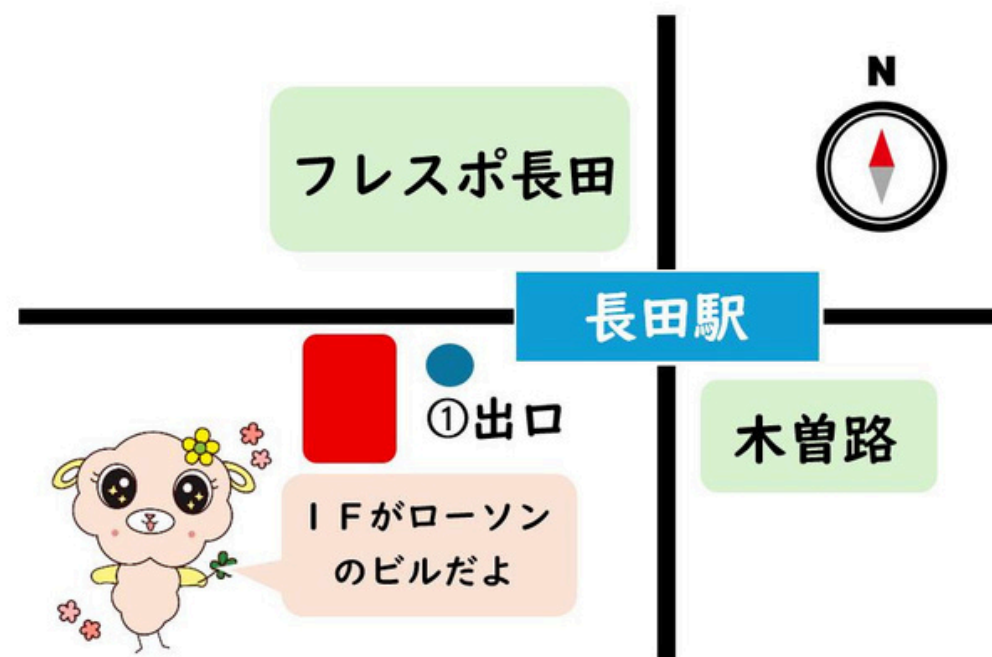 N
フレスポ長田
長田駅
①出口
木曽路
1Fがローソン
のビルだよ